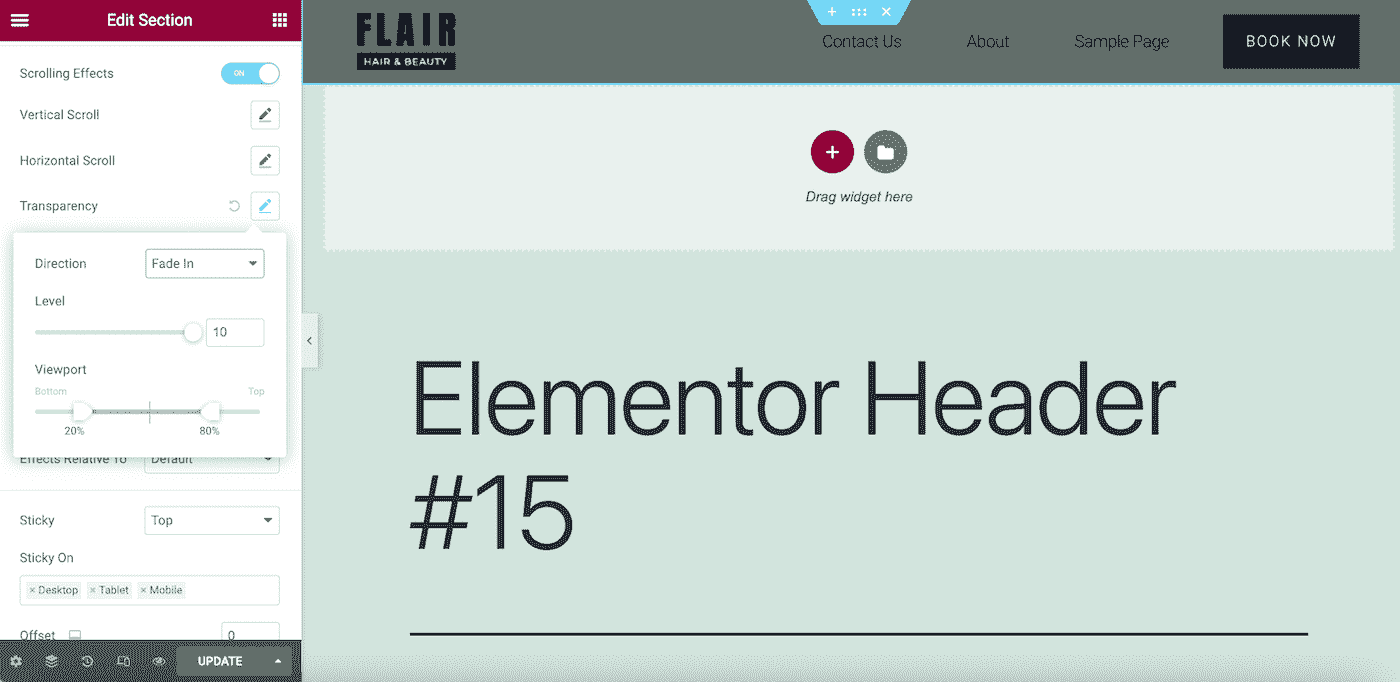 Edit Section
Scrolling Effects
ON
Vertical Scroll
Horizontal Scroll
Transparency
Direction
Fade In
Level
10
Viewport
Bottom
Top
20%
80%
Effects Relative To
Default
Sticky
Top
Sticky On
× Desktop × Tablet × Mobile
Offset
0
UPDATE
FLAIR
HAIR & BEAUTY
Contact Us
About
Sample Page
BOOK NOW
Drag widget here
Elementor Header
#15